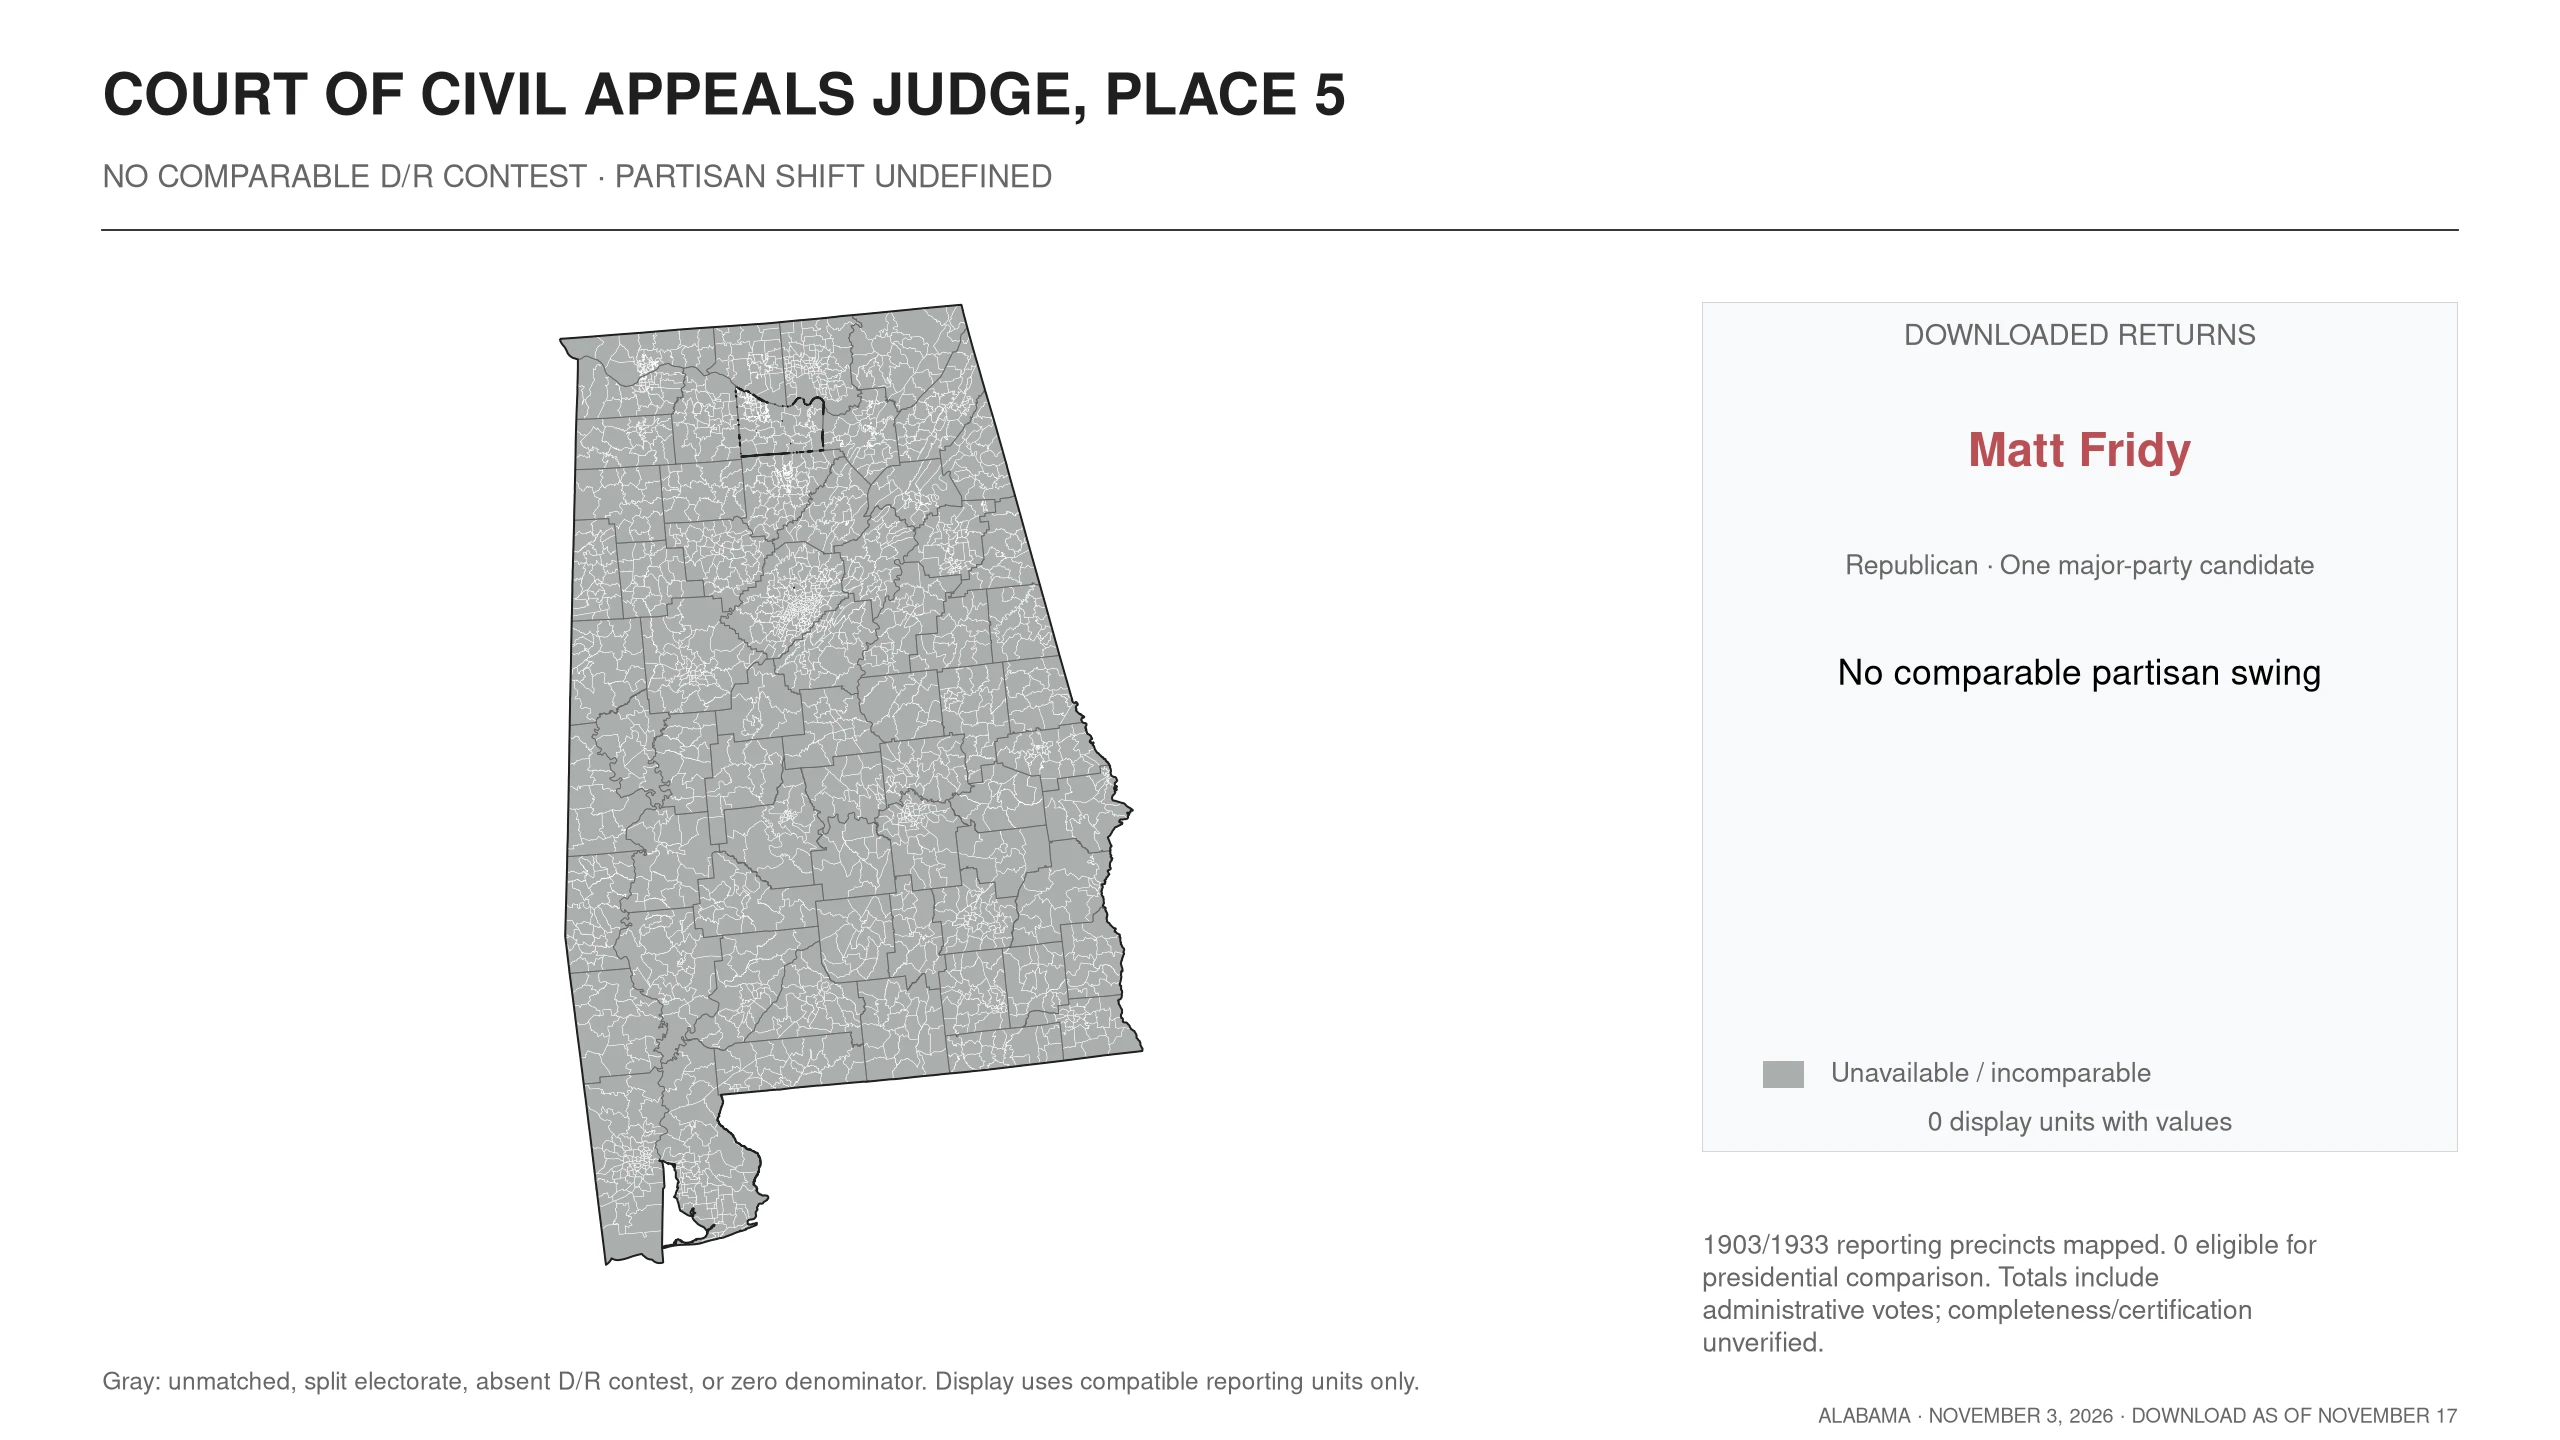 COURT OF CIVIL APPEALS JUDGE, PLACE 5
NO COMPARABLE D/R CONTEST · PARTISAN SHIFT UNDEFINED
DOWNLOADED RETURNS
Matt Fridy
Republican · One major-party candidate
No comparable partisan swing
Unavailable / incomparable
0 display units with values
1903/1933 reporting precincts mapped. 0 eligible for
presidential comparison. Totals include
administrative votes; completeness/certification
unverified.
Gray: unmatched, split electorate, absent D/R contest, or zero denominator. Display uses compatible reporting units only.
ALABAMA · NOVEMBER 3, 2026 · DOWNLOAD AS OF NOVEMBER 17